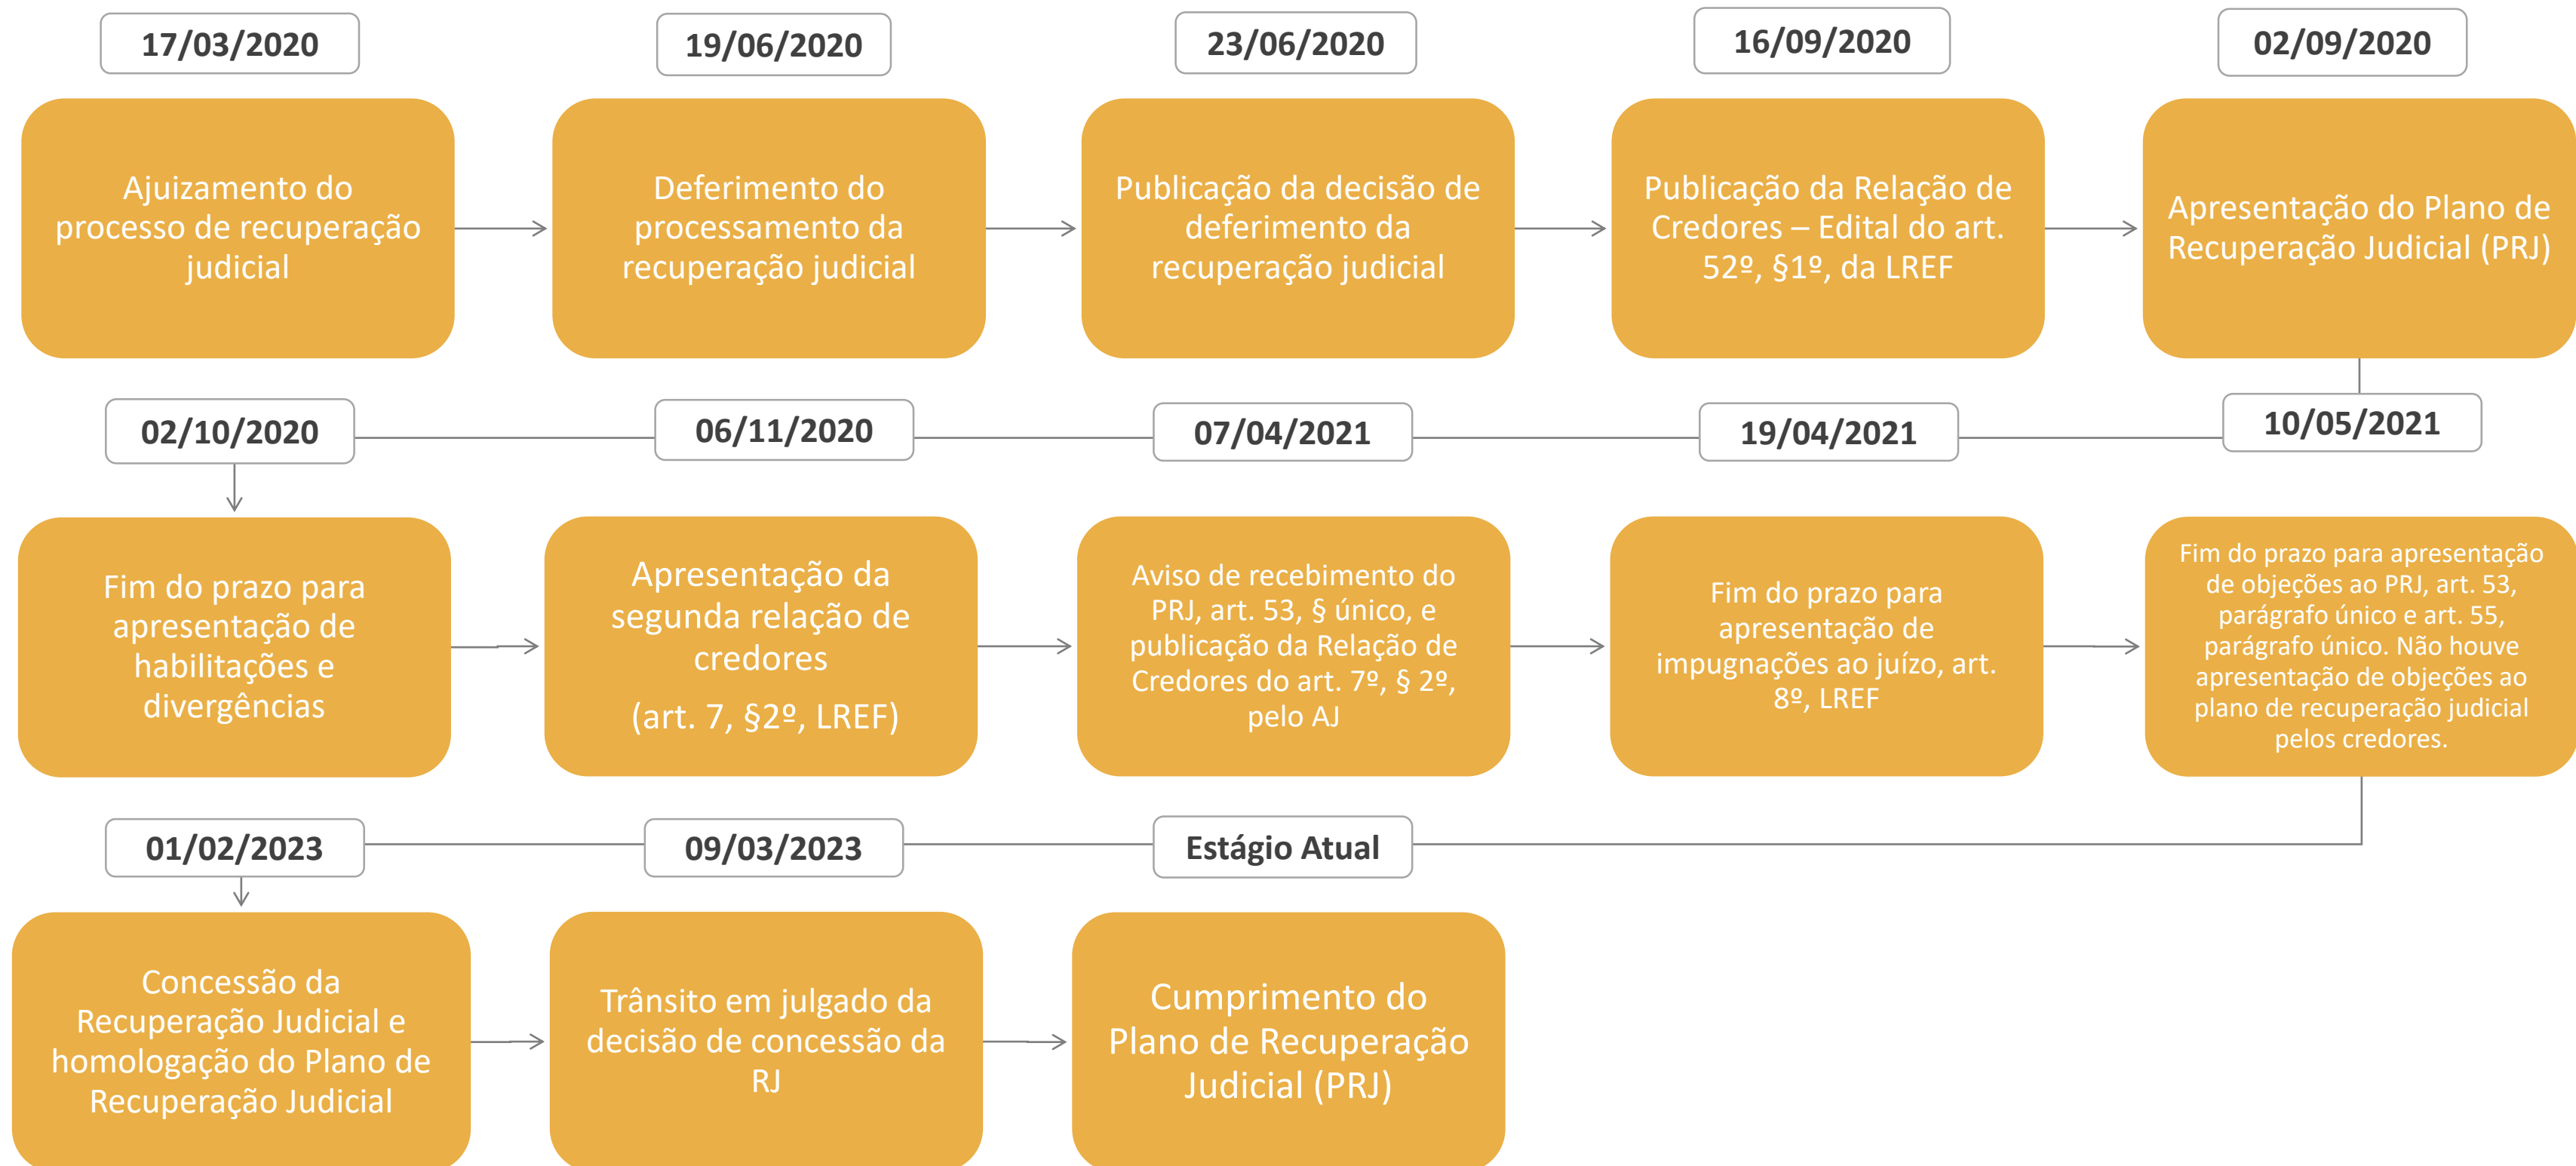 17/03/2020
19/06/2020
23/06/2020
16/09/2020
02/09/2020
Ajuizamento do
processo de recuperação
judicial
Deferimento do
processamento da
recuperação judicial
Publicação da decisão de
deferimento da
recuperação judicial
Publicação da Relação de
Credores – Edital do art.
52º, §1º, da LREF
Apresentação do Plano de
Recuperação Judicial (PRJ)
02/10/2020
06/11/2020
07/04/2021
19/04/2021
10/05/2021
Fim do prazo para
apresentação de
habilitações e
divergências
Apresentação da
segunda relação de
credores
(art. 7, §2º, LREF)
Aviso de recebimento do
PRJ, art. 53, § único, e
publicação da Relação de
Credores do art. 7º, § 2º,
pelo AJ
Fim do prazo para
apresentação de
impugnações ao juízo, art.
8º, LREF
Fim do prazo para apresentação
de objeções ao PRJ, art. 53,
parágrafo único e art. 55,
parágrafo único. Não houve
apresentação de objeções ao
plano de recuperação judicial
pelos credores.
01/02/2023
09/03/2023
Estágio Atual
Concessão da
Recuperação Judicial e
homologação do Plano de
Recuperação Judicial
Trânsito em julgado da
decisão de concessão da
RJ
Cumprimento do
Plano de Recuperação
Judicial (PRJ)